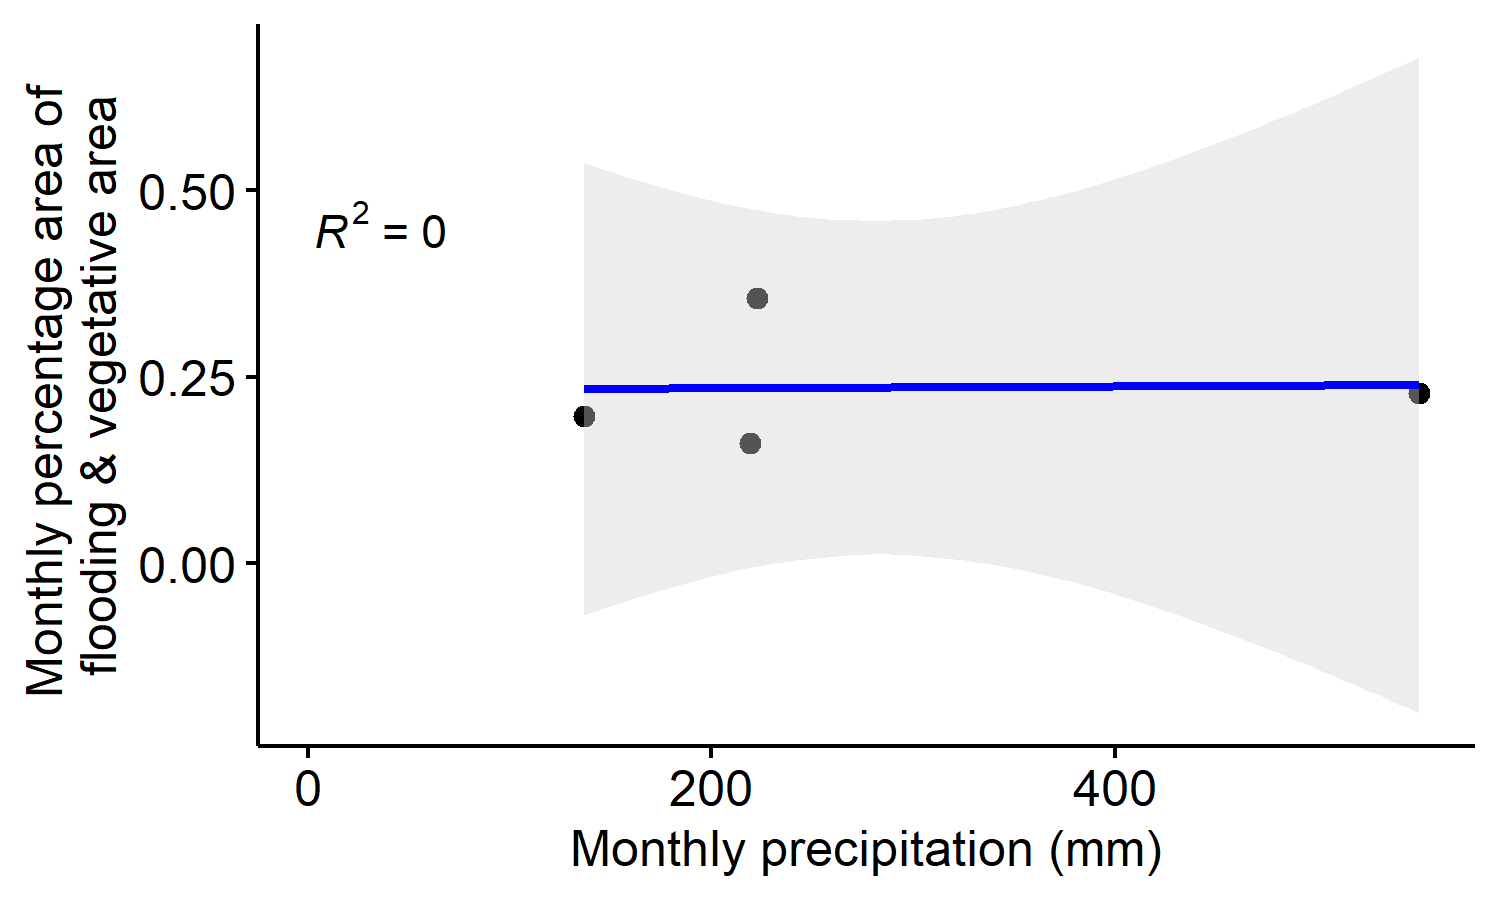 Monthly percentage area of
flooding & vegetative area
0.50
0.25
0.00
R² = 0
0
200
400
Monthly precipitation (mm)